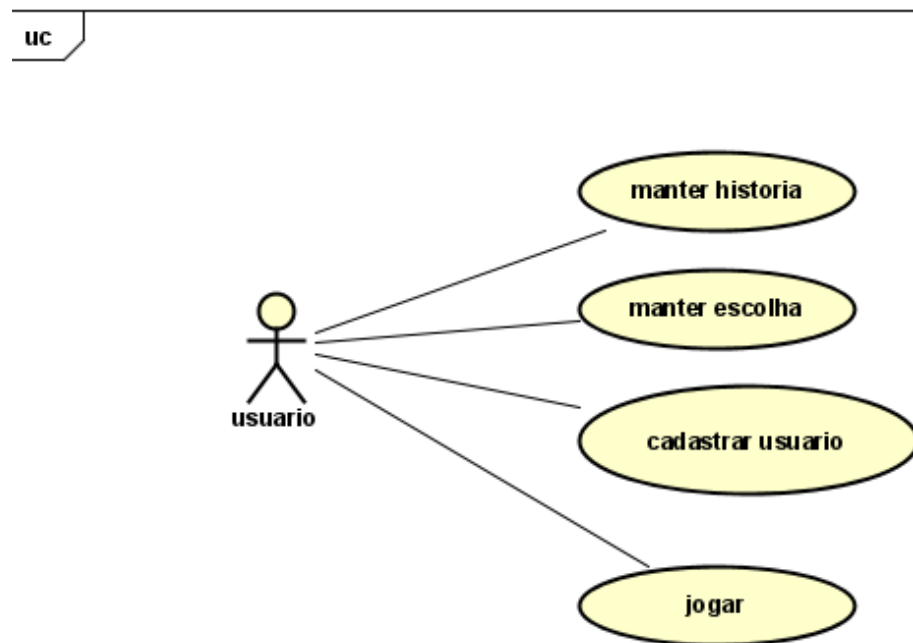 uc
manter historia
manter escolha
usuario
cadastrar usuario
jogar